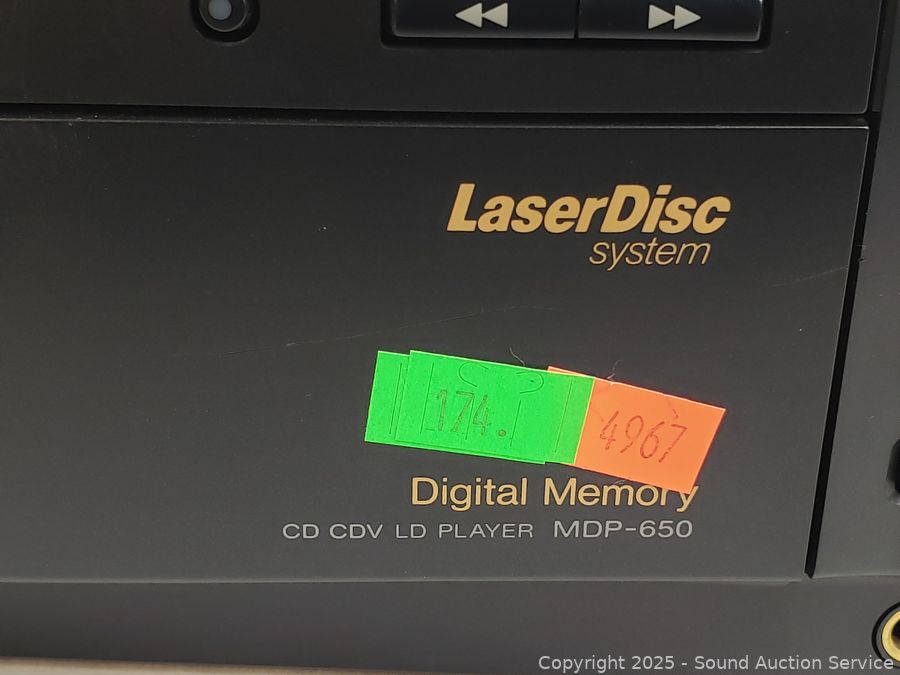 LaserDisc
system
174.
4967
Digital Memory
CD CDV LD PLAYER MDP-650
Copyright 2025 - Sound Auction Service